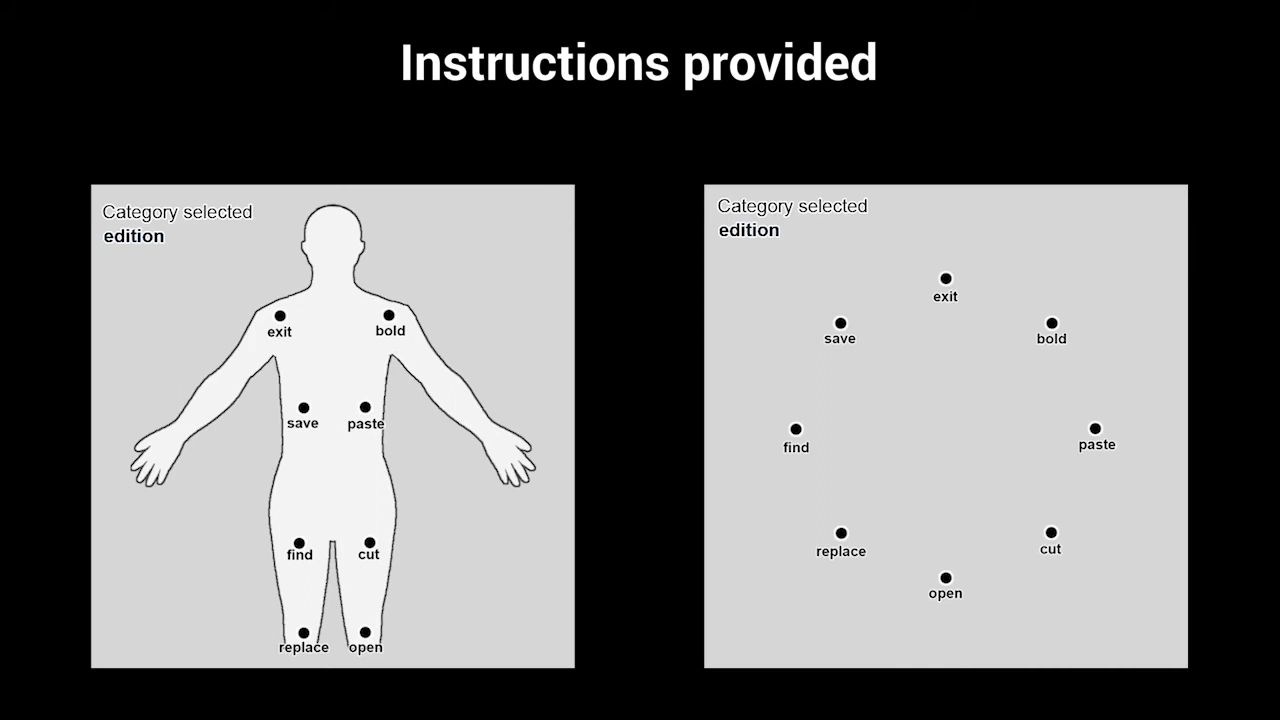 Instructions provided
Category selected
edition
exit
bold
save
paste
find
cut
replace
open
Category selected
edition
exit
save
bold
find
paste
replace
cut
open